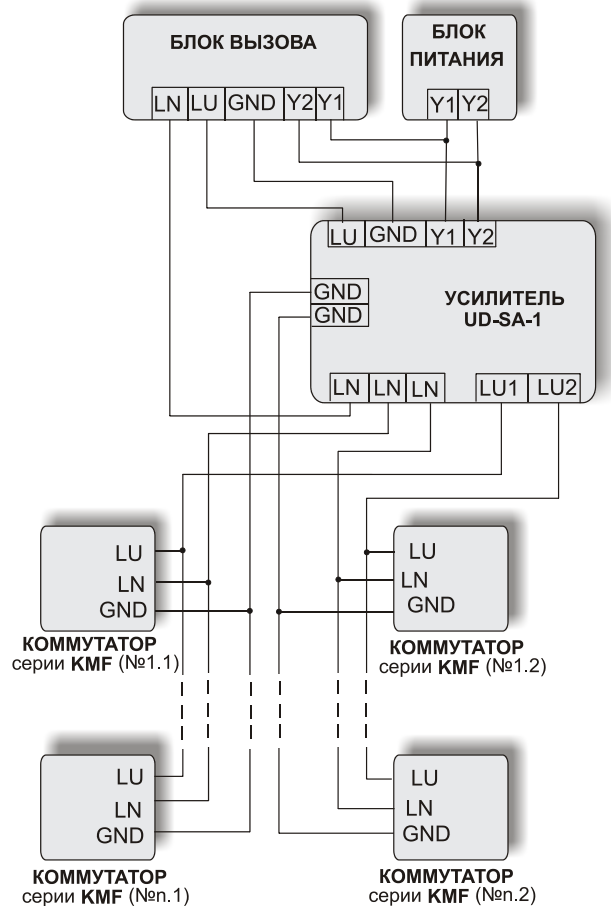 БЛОК ВЫЗОВА
БЛОК
ПИТАНИЯ
LN LU GND Y2 Y1
Y1 Y2
LU GND Y1 Y2
GND
GND
УСИЛИТЕЛЬ
UD-SA-1
LN LN LN LU1 LU2
LU
LN
GND
КОММУТАТОР
серии KMF (№1.1)
LU
LN
GND
КОММУТАТОР
серии KMF (№1.2)
LU
LN
GND
КОММУТАТОР
серии KMF (№n.1)
LU
LN
GND
КОММУТАТОР
серии KMF (№n.2)